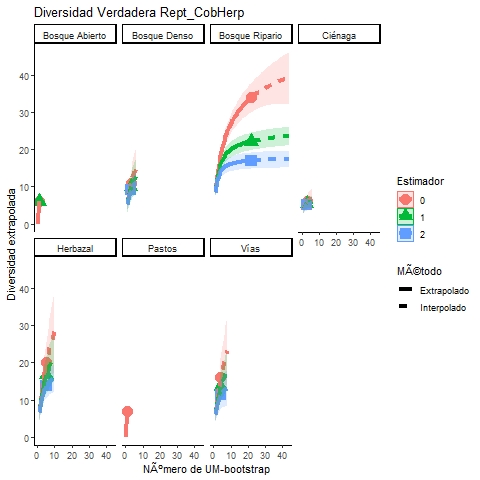 Diversidad Verdadera Rept_CobHerp
Bosque Abierto
Bosque Denso
Bosque Ripario
Ciénaga
40
30
20
10
0
0 10 20 30 40
Herbazal
Pastos
Vías
40
30
20
10
0
0 10 20 30 40
0 10 20 30 40
0 10 20 30 40
Diversidad extrapolada
NÃºmero de UM-bootstrap
Estimador
0
1
2
MÃ©todo
Extrapolado
Interpolado